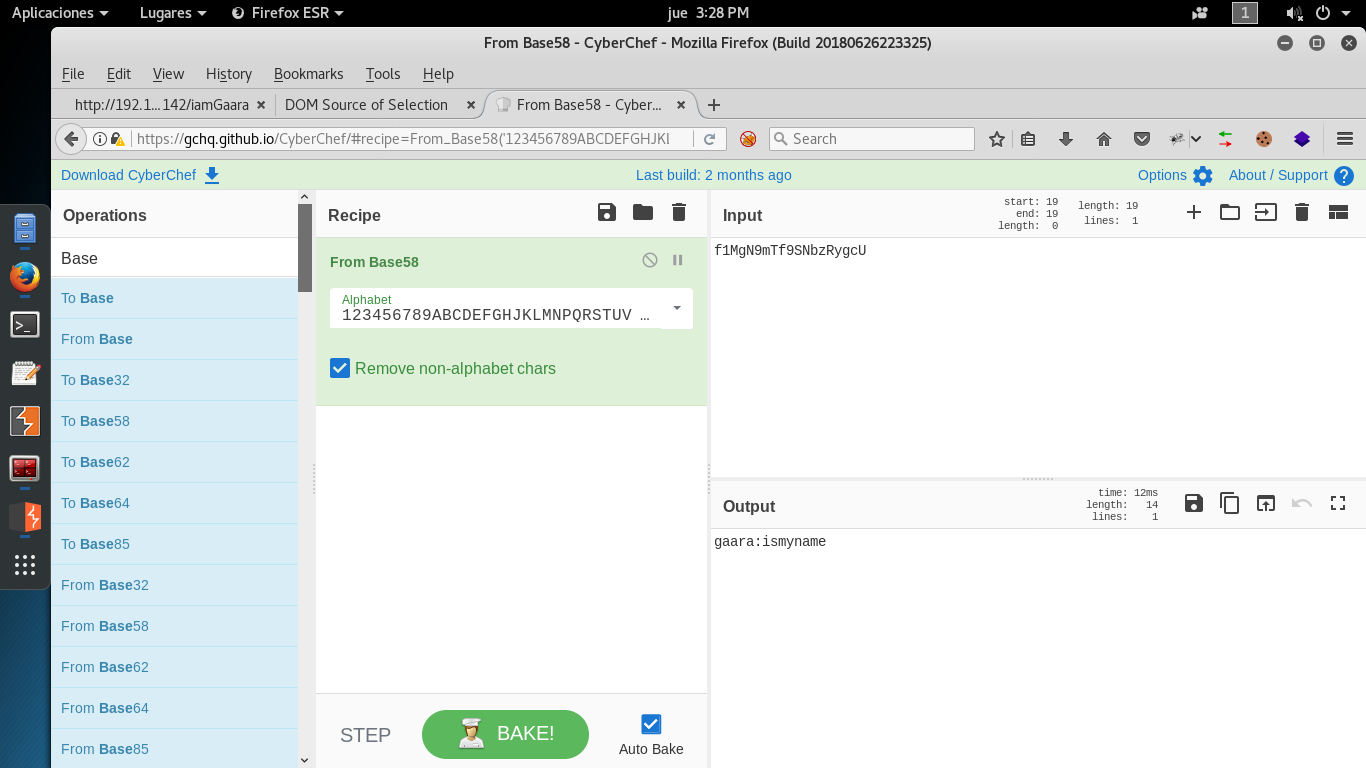 Aplicaciones Lugares Firefox ESR jue 3:28 PM 1
From Base58 - CyberChef - Mozilla Firefox (Build 20180626223325)
File Edit View History Bookmarks Tools Help
http://192.1...142/iamGaara DOM Source of Selection From Base58 - Cyber...
https://gchq.github.io/CyberChef/#recipe=From_Base58('123456789ABCDEFGHJKL Search
Download CyberChef Last build: 2 months ago Options About / Support
Operations
Base
To Base
From Base
To Base32
To Base58
To Base62
To Base64
To Base85
From Base32
From Base58
From Base62
From Base64
From Base85
Recipe
From Base58
Alphabet
123456789ABCDEFGHJKLMNPQRSTUV …
Remove non-alphabet chars
STEP BAKE! Auto Bake
Input
start: 19
end: 19
length: 0
length: 19
lines: 1
f1MgN9mTf9SNbzRygcU
Output
time: 12ms
length: 14
lines: 1
gaara:ismyname